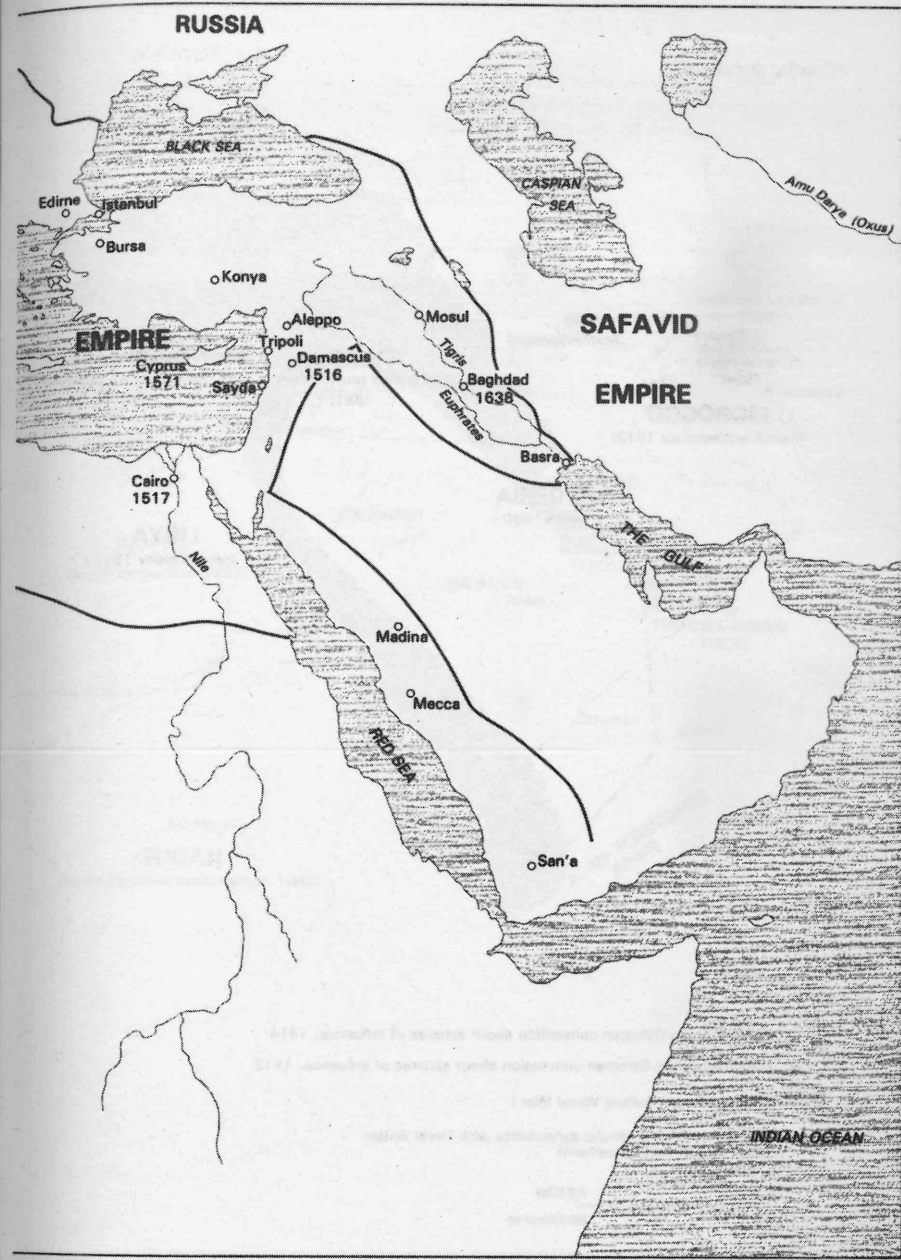 RUSSIA
BLACK SEA
CASPIAN
SEA
Amu Darya (Oxus)
Edirne
Istanbul
Bursa
Konya
Aleppo
Mosul
SAFAVID
EMPIRE
EMPIRE
Tripoli
Tigris
Cyprus
1571
Damascus
1516
Sayda
Baghdad
1638
Euphrates
Basra
Cairo
1517
Nile
THE GULF
Madina
Mecca
RED SEA
San'a
INDIAN OCEAN